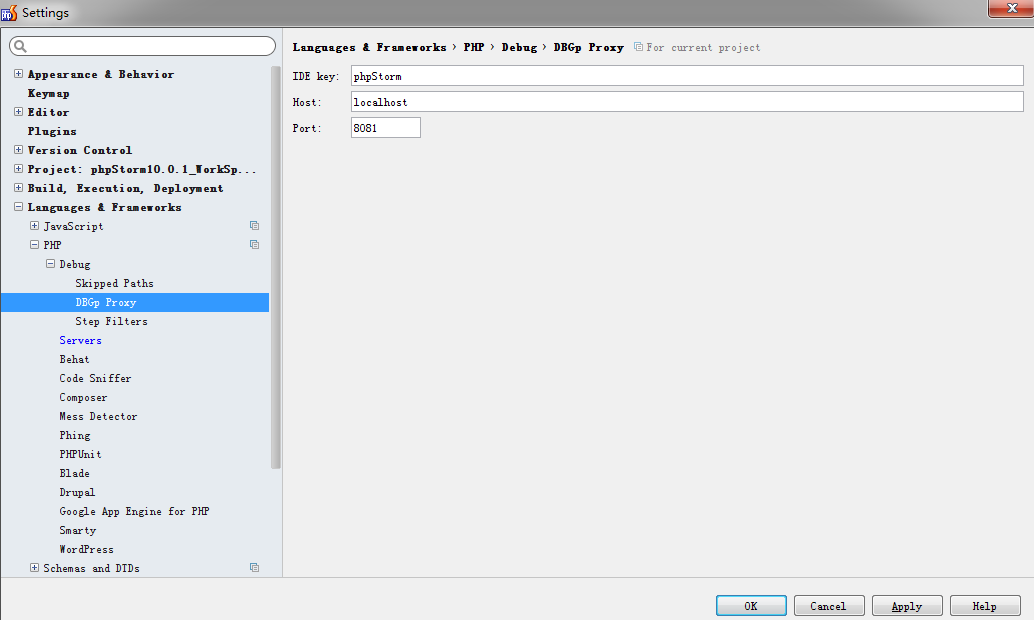 Settings
Appearance & Behavior
Keymap
Editor
Plugins
Version Control
Project: phpStorm10.0.1_WorkSp...
Build, Execution, Deployment
Languages & Frameworks
JavaScript
PHP
Debug
Skipped Paths
DBGp Proxy
Step Filters
Servers
Behat
Code Sniffer
Composer
Mess Detector
Phing
PHPUnit
Blade
Drupal
Google App Engine for PHP
Smarty
WordPress
Schemas and DTDs
Languages & Frameworks › PHP › Debug › DBGp Proxy For current project
IDE key: phpStorm
Host: localhost
Port: 8081
OK Cancel Apply Help